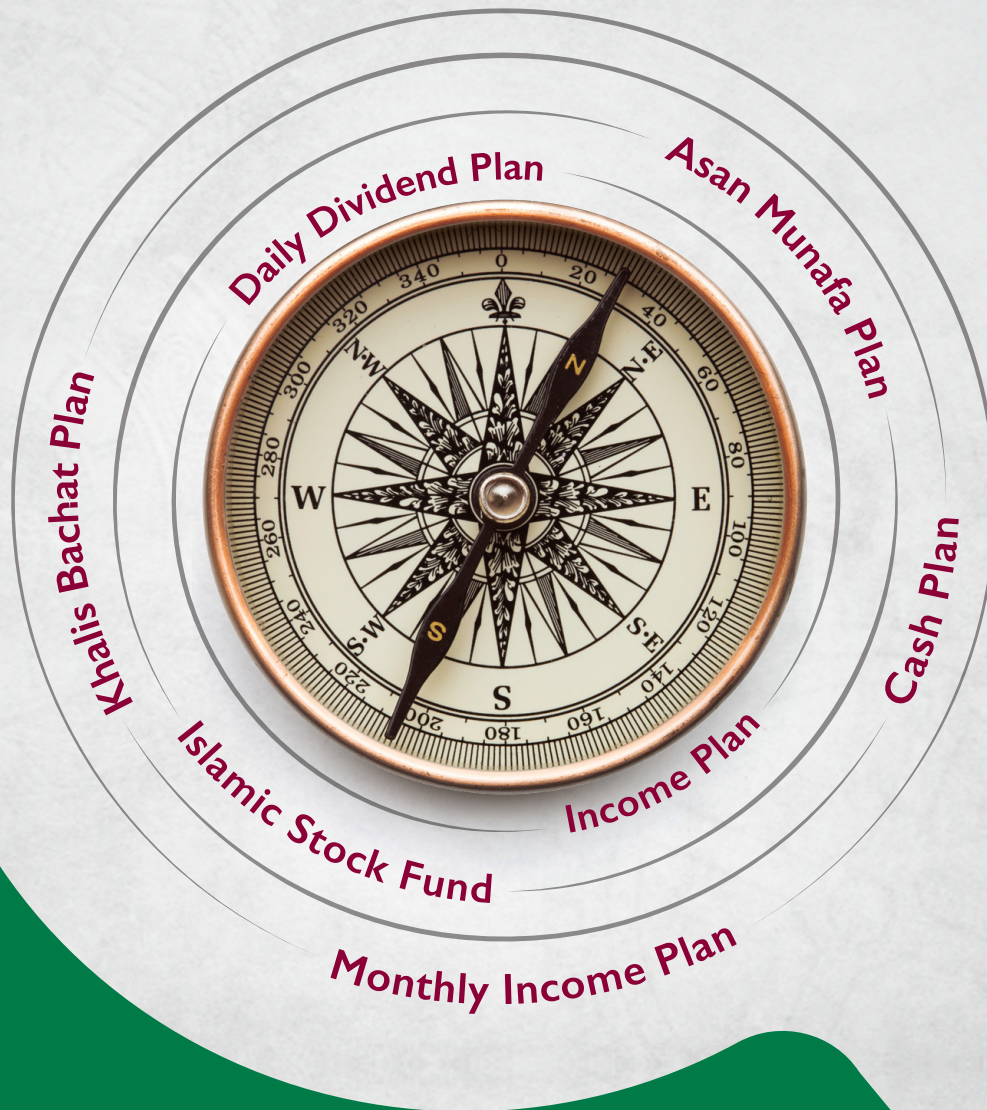 Daily Dividend Plan
Asan Munafa Plan
Khalis Bachat Plan
Cash Plan
Income Plan
Islamic Stock Fund
Monthly Income Plan
0
20
40
60
80
100
120
140
160
180
200
220
240
260
280
300
320
340
N·E
E
S·E
S
S·W
W
N·W
N
S